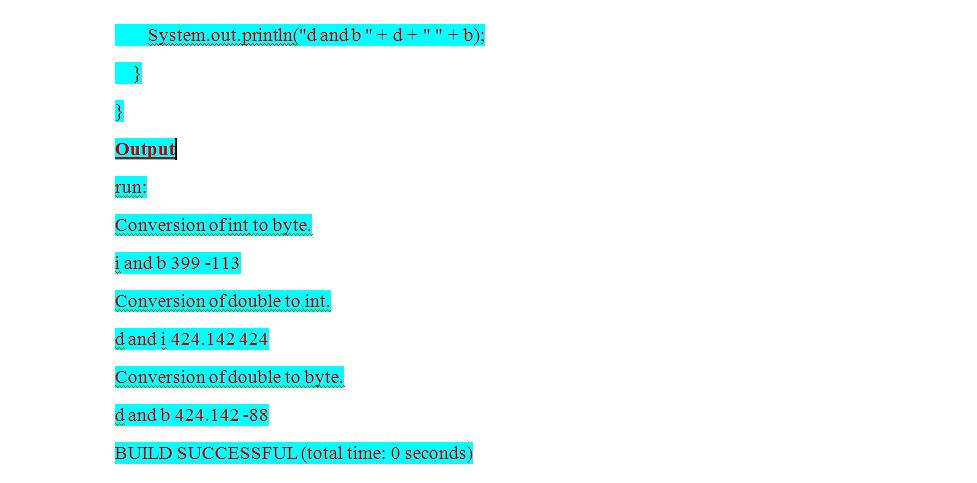 System.out.println("d and b " + d + " " + b);
}
}
Output
run:
Conversion of int to byte.
i and b 399 -113
Conversion of double to int.
d and i 424.142 424
Conversion of double to byte.
d and b 424.142 -88
BUILD SUCCESSFUL (total time: 0 seconds)